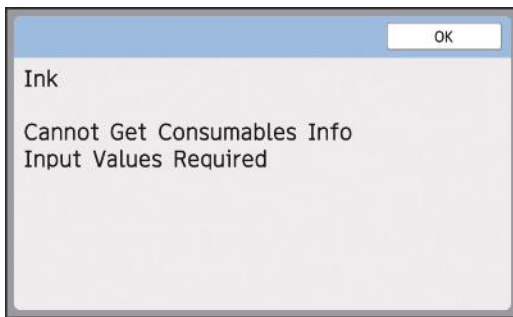 OK
Ink
Cannot Get Consumables Info
Input Values Required